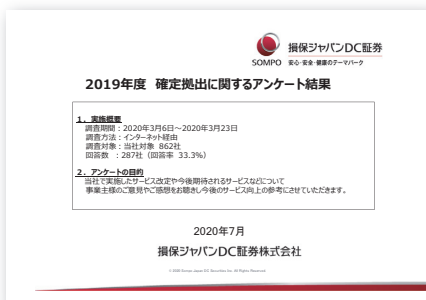 損保ジャパンDC証券
SOMPO 安心・安全・健康のテーマパーク
2019年度 確定拠出に関するアンケート結果
1．実施概要
調査期間：2020年3月6日～2020年3月23日
調査方法：インターネット経由
調査対象：当社対象 862社
回答数 ：287社（回答率 33.3%）
2．アンケートの目的
当社で実施したサービス改定や今後期待されるサービスなどについて
事業主様のご意見やご感想をお聴きし今後のサービス向上の参考にさせていただきます。
2020年7月
損保ジャパンDC証券株式会社
©2020 Sompo Japan DC Securities Inc. All Rights Reserved.